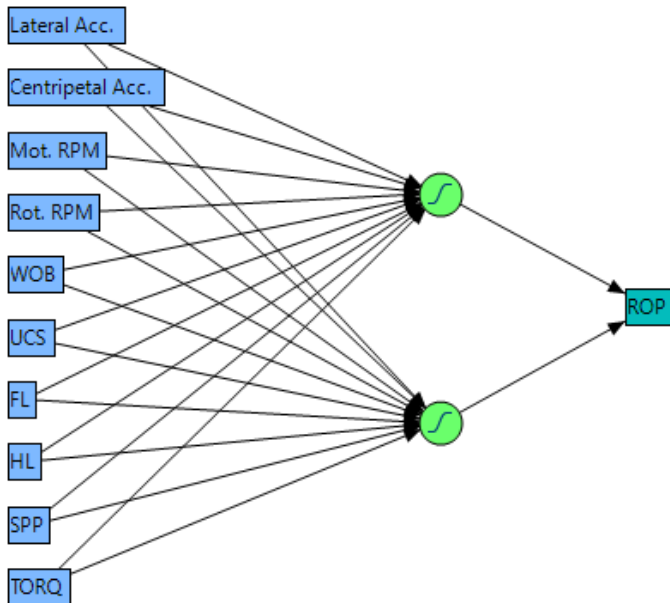 Lateral Acc.
Centripetal Acc.
Mot. RPM
Rot. RPM
WOB
UCS
FL
HL
SPP
TORQ
ROP